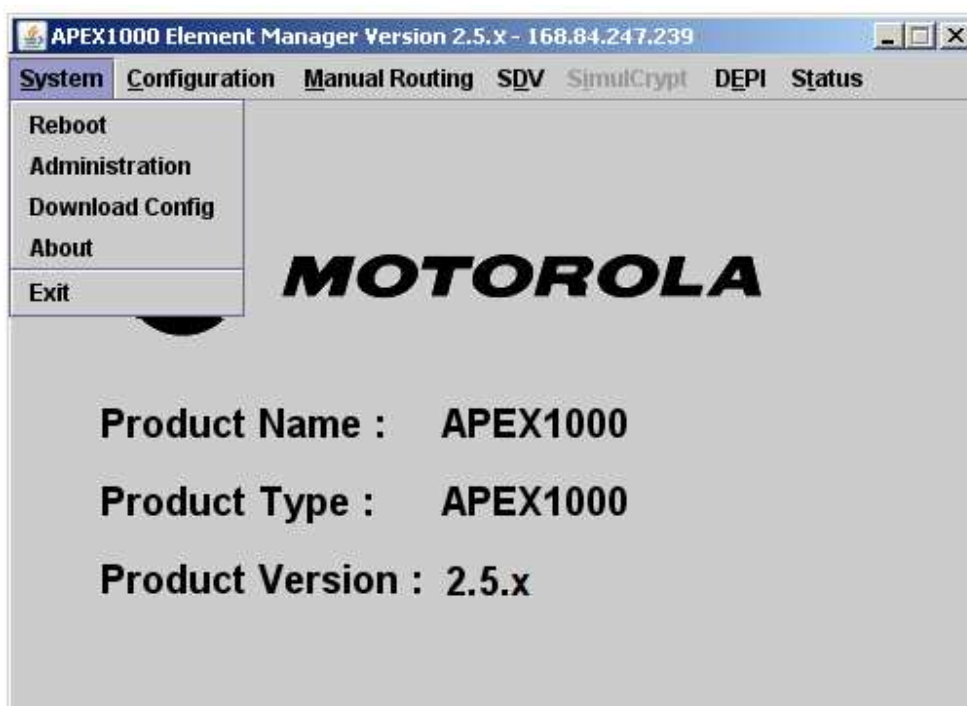 APEX1000 Element Manager Version 2.5.x - 168.84.247.239
System Configuration Manual Routing SDV SimulCrypt DEPI Status
Reboot
Administration
Download Config
About
Exit
MOTOROLA
Product Name : APEX1000
Product Type : APEX1000
Product Version : 2.5.x